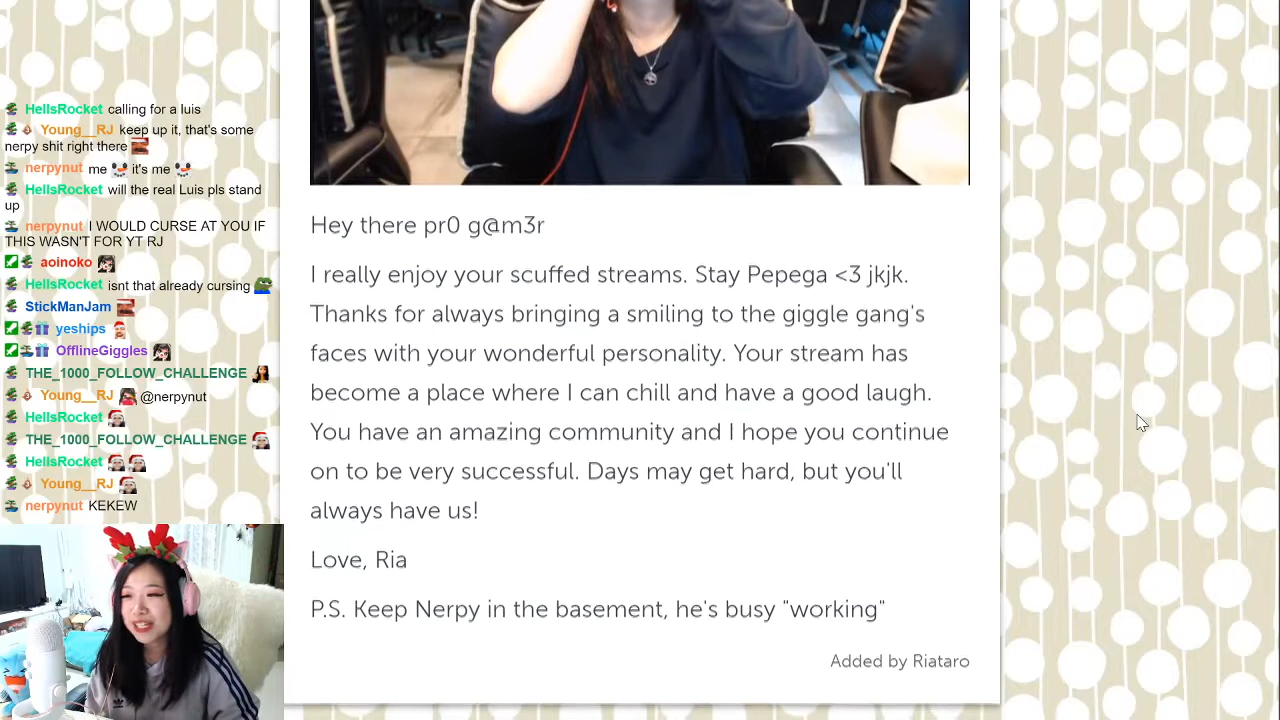 HellsRocket calling for a luis
Young__RJ keep up it, that's some
nerpy shit right there
nerpynut me it's me
HellsRocket will the real Luis pls stand
up
nerpynut I WOULD CURSE AT YOU IF
THIS WASN'T FOR YT RJ
aoinoko
HellsRocket isnt that already cursing
StickManJam
yeships
OfflineGiggles
THE_1000_FOLLOW_CHALLENGE
Young__RJ @nerpynut
HellsRocket
THE_1000_FOLLOW_CHALLENGE
HellsRocket
Young__RJ
nerpynut KEKEW
Hey there pr0 g@m3r
I really enjoy your scuffed streams. Stay Pepega <3 jkjk.
Thanks for always bringing a smiling to the giggle gang's
faces with your wonderful personality. Your stream has
become a place where I can chill and have a good laugh.
You have an amazing community and I hope you continue
on to be very successful. Days may get hard, but you'll
always have us!
Love, Ria
P.S. Keep Nerpy in the basement, he's busy "working"
Added by Riataro